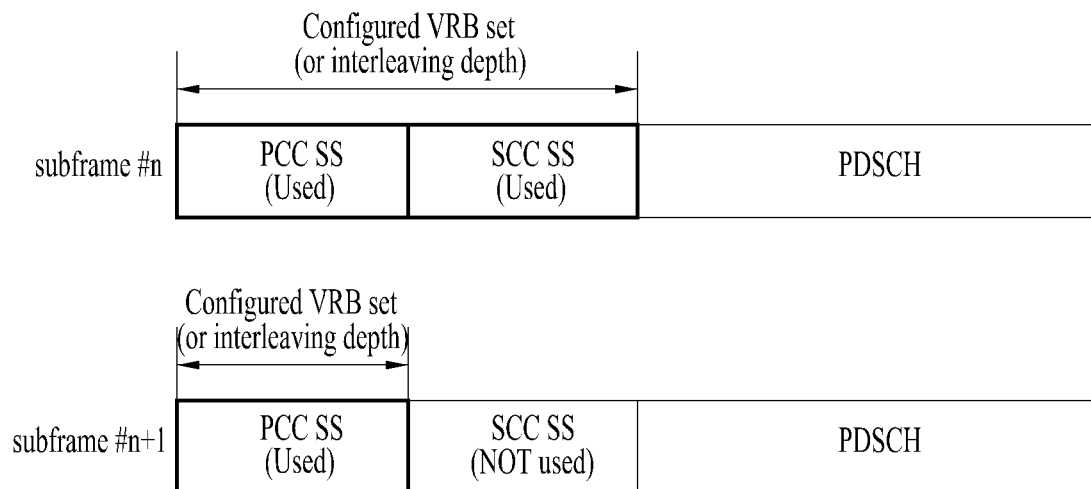 Configured VRB set
(or interleaving depth)
subframe #n
PCC SS
(Used)
SCC SS
(Used)
PDSCH
Configured VRB set
(or interleaving depth)
subframe #n+1
PCC SS
(Used)
SCC SS
(NOT used)
PDSCH